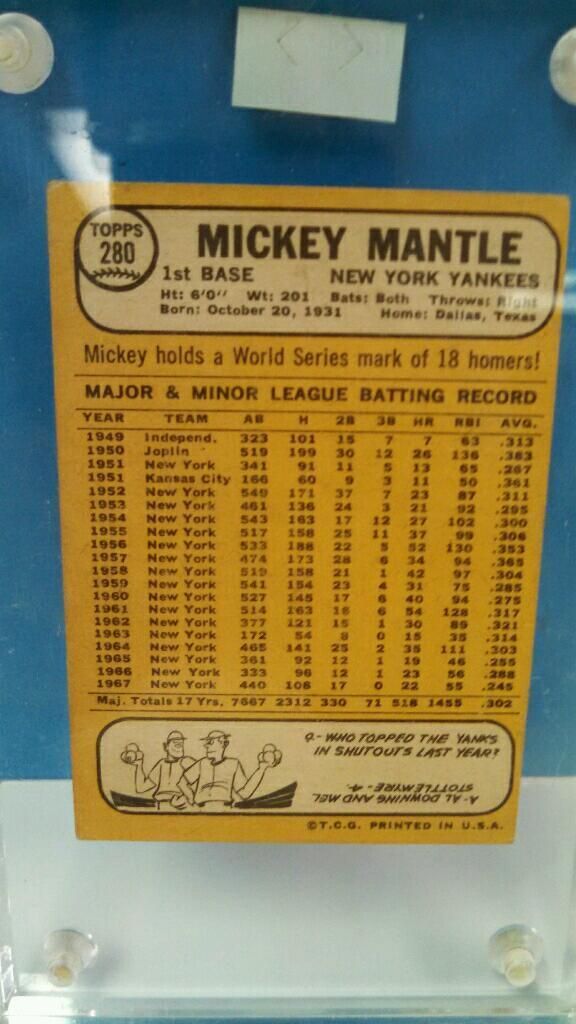 TOPPS
280
MICKEY MANTLE
1st BASE NEW YORK YANKEES
Ht: 6'0" Wt: 201 Bats: Both Throws: Right
Born: October 20, 1931 Home: Dallas, Texas
Mickey holds a World Series mark of 18 homers!
MAJOR & MINOR LEAGUE BATTING RECORD
YEAR TEAM AB H 2B 3B HR RBI AVG.
1949 Independ. 323 101 15 7 7 63 .313
1950 Joplin 519 199 30 12 26 136 .383
1951 New York 341 91 11 5 13 65 .267
1951 Kansas City 166 60 9 3 11 50 .361
1952 New York 549 171 37 7 23 87 .311
1953 New York 461 136 24 3 21 92 .295
1954 New York 543 163 17 12 27 102 .300
1955 New York 517 158 25 11 37 99 .306
1956 New York 533 188 22 5 52 130 .353
1957 New York 474 173 28 6 34 94 .365
1958 New York 519 158 21 1 42 97 .304
1959 New York 541 154 23 4 31 75 .285
1960 New York 527 145 17 6 40 94 .275
1961 New York 514 163 16 6 54 128 .317
1962 New York 377 121 15 1 30 89 .321
1963 New York 172 54 8 0 15 35 .314
1964 New York 465 141 25 2 35 111 .303
1965 New York 361 92 12 1 19 46 .255
1966 New York 333 96 12 1 23 56 .288
1967 New York 440 108 17 0 22 55 .245
Maj. Totals 17 Yrs. 7667 2312 330 71 518 1455 .302
Q-WHO TOPPED THE YANKS
IN SHUTOUTS LAST YEAR?
A-AL DOWNING AND MEL
STOTTLEMYRE-4.
©T.C.G. PRINTED IN U.S.A.